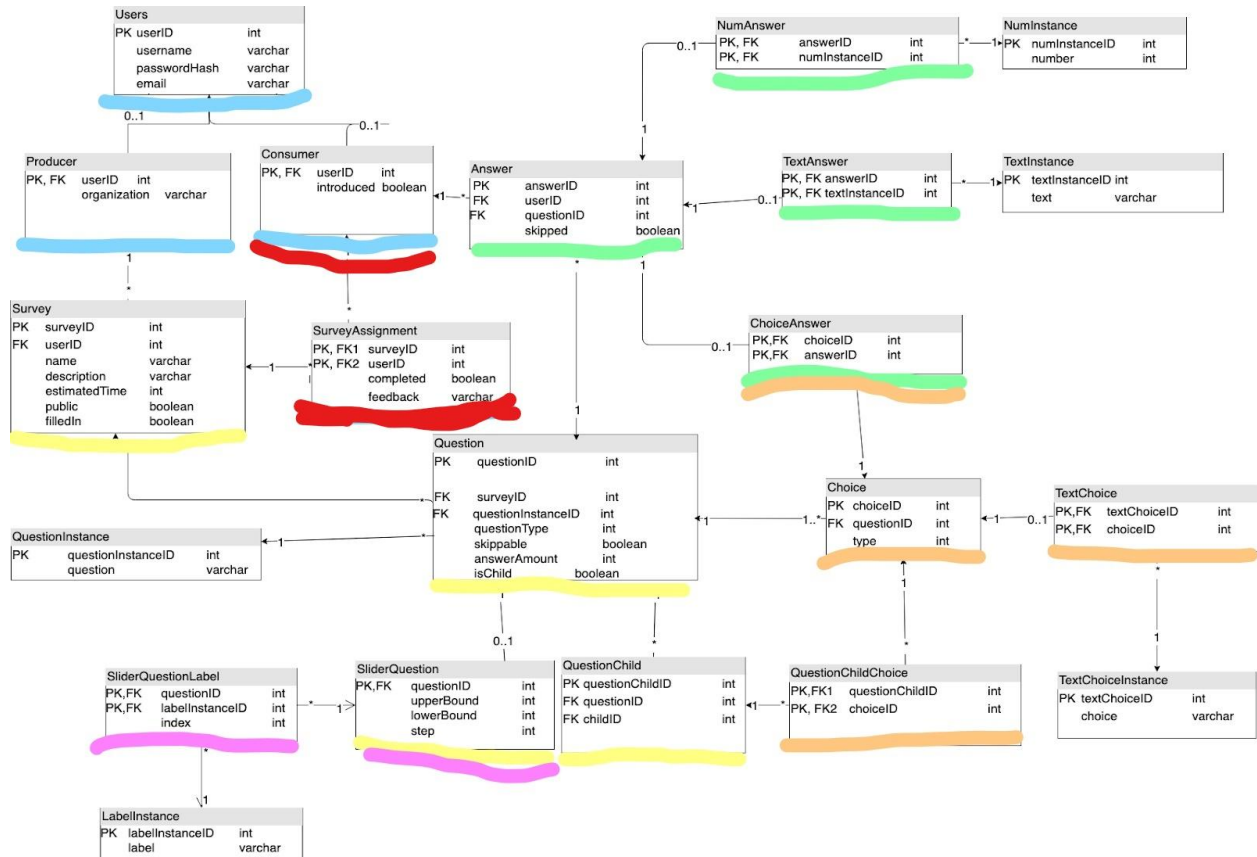 Users
PK userID int
username varchar
passwordHash varchar
email varchar
0..1
0..1
Producer
PK, FK userID int
organization varchar
1
*
Consumer
PK, FK userID int
introduced boolean
1
*
*
Answer
PK answerID int
FK userID int
FK questionID int
skipped boolean
1
1
1
*
1
NumAnswer
PK, FK answerID int
PK, FK numInstanceID int
0..1
*
1
NumInstance
PK numInstanceID int
number int
TextAnswer
PK, FK answerID int
PK, FK textInstanceID int
0..1
*
1
TextInstance
PK textInstanceID int
text varchar
Survey
PK surveyID int
FK userID int
name varchar
description varchar
estimatedTime int
public boolean
filledIn boolean
1
*
SurveyAssignment
PK, FK1 surveyID int
PK, FK2 userID int
completed boolean
feedback varchar
ChoiceAnswer
PK,FK choiceID int
PK,FK answerID int
0..1
1
Question
PK questionID int
FK surveyID int
FK questionInstanceID int
questionType int
skippable boolean
answerAmount int
isChild boolean
*
*
1
1
1..*
Choice
PK choiceID int
FK questionID int
type int
1
0..1
TextChoice
PK,FK textChoiceID int
PK,FK choiceID int
*
1
QuestionInstance
PK questionInstanceID int
question varchar
1
0..1
*
1
*
SliderQuestionLabel
PK,FK questionID int
PK,FK labelInstanceID int
index int
*
1
SliderQuestion
PK,FK questionID int
upperBound int
lowerBound int
step int
QuestionChild
PK questionChildID int
FK questionID int
FK childID int
1
*
QuestionChildChoice
PK,FK1 questionChildID int
PK, FK2 choiceID int
TextChoiceInstance
PK textChoiceID int
choice varchar
*
1
LabelInstance
PK labelInstanceID int
label varchar